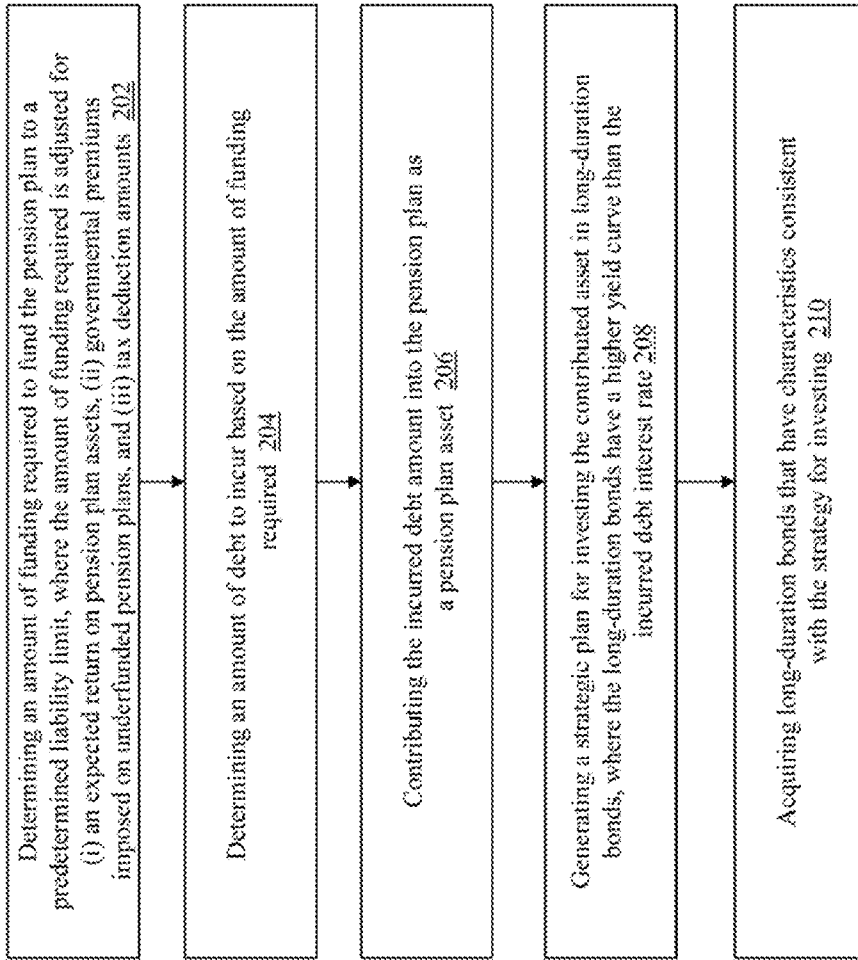 Determining an amount of funding required to fund the pension plan to a
predetermined liability limit, where the amount of funding required is adjusted for
(i) an expected return on pension plan assets, (ii) governmental premiums
imposed on underfunded pension plans, and (iii) tax deduction amounts 202
Determining an amount of debt to incur based on the amount of funding
required 204
Contributing the incurred debt amount into the pension plan as
a pension plan asset 206
Generating a strategic plan for investing the contributed asset in long-duration
bonds, where the long-duration bonds have a higher yield curve than the
incurred debt interest rate 208
Acquiring long-duration bonds that have characteristics consistent
with the strategy for investing 210